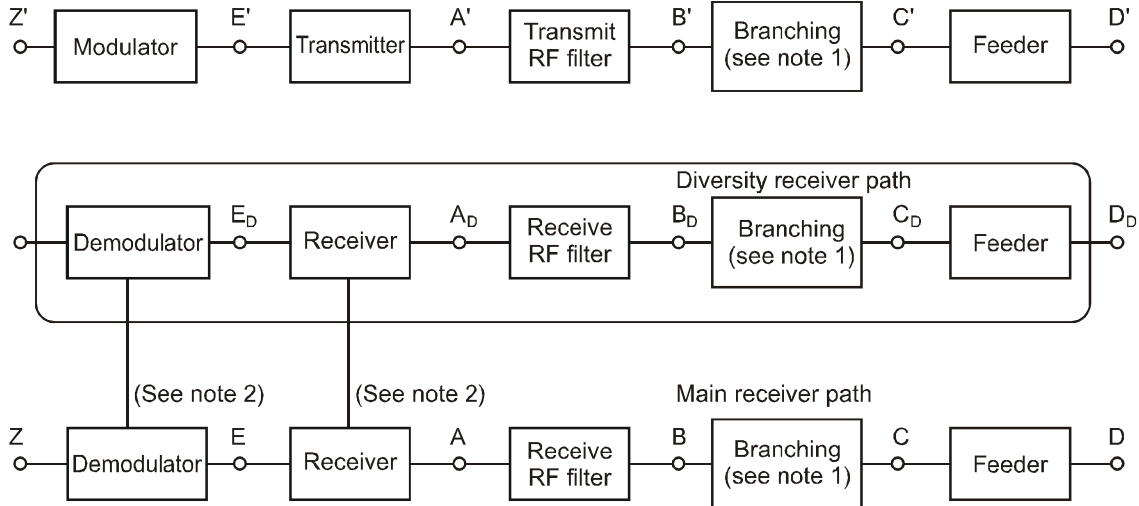 Z' E' A' B' C' D'
Modulator Transmitter Transmit RF filter Branching (see note 1) Feeder
Diversity receiver path
E_D A_D B_D C_D D_D
Demodulator Receiver Receive RF filter Branching (see note 1) Feeder
(See note 2) (See note 2) Main receiver path
Z E A B C D
Demodulator Receiver Receive RF filter Branching (see note 1) Feeder